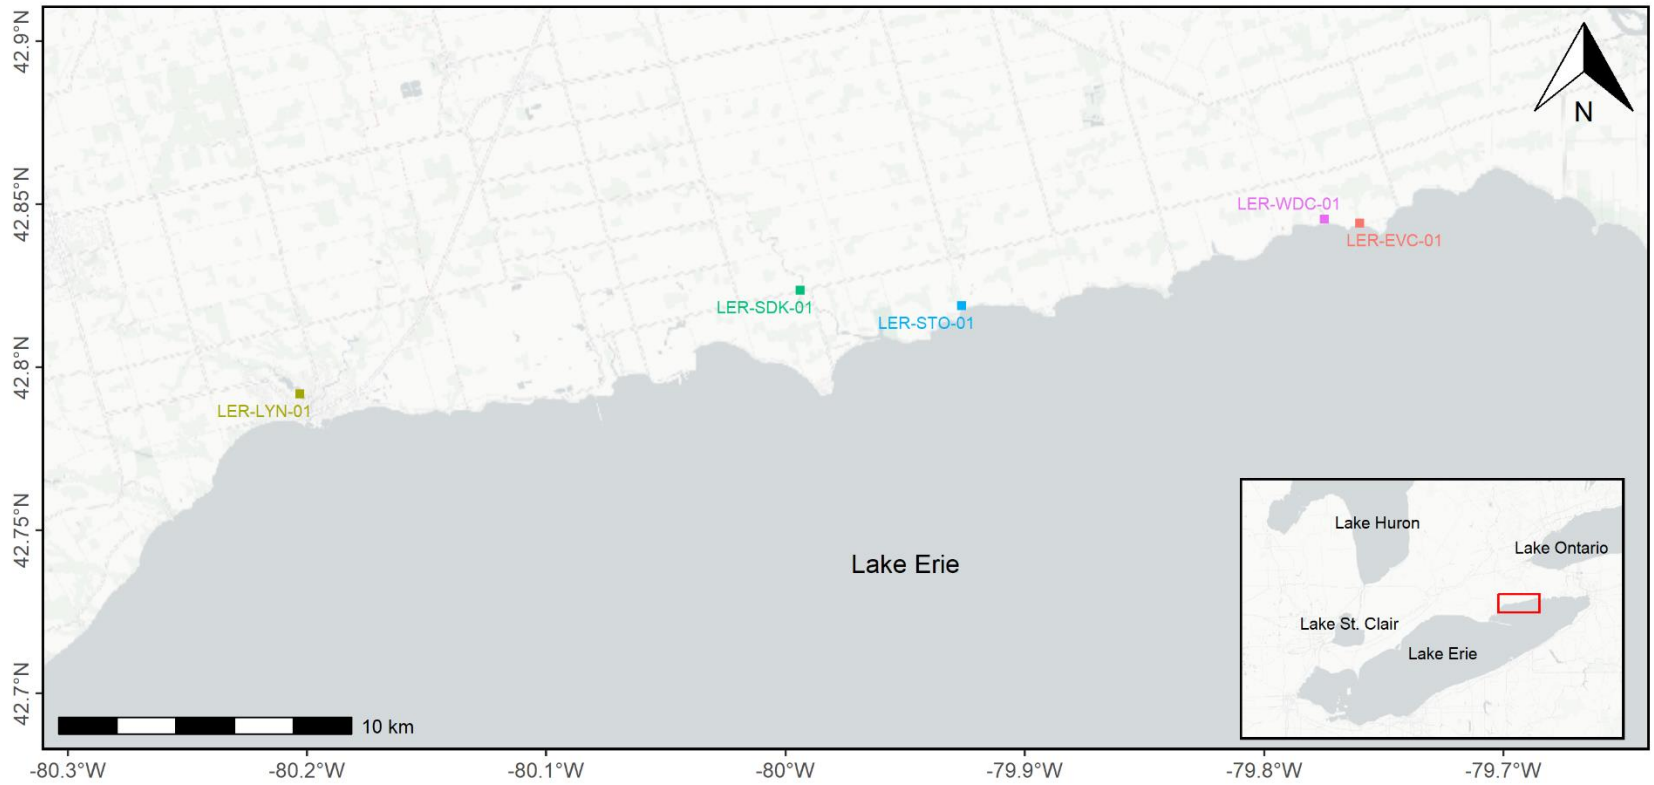 42.9°N
42.85°N
42.8°N
42.75°N
42.7°N
N
LER-WDC-01
LER-EVC-01
LER-SDK-01
LER-STO-01
LER-LYN-01
Lake Erie
Lake Huron
Lake Ontario
Lake St. Clair
Lake Erie
10 km
-80.3°W
-80.2°W
-80.1°W
-80°W
-79.9°W
-79.8°W
-79.7°W